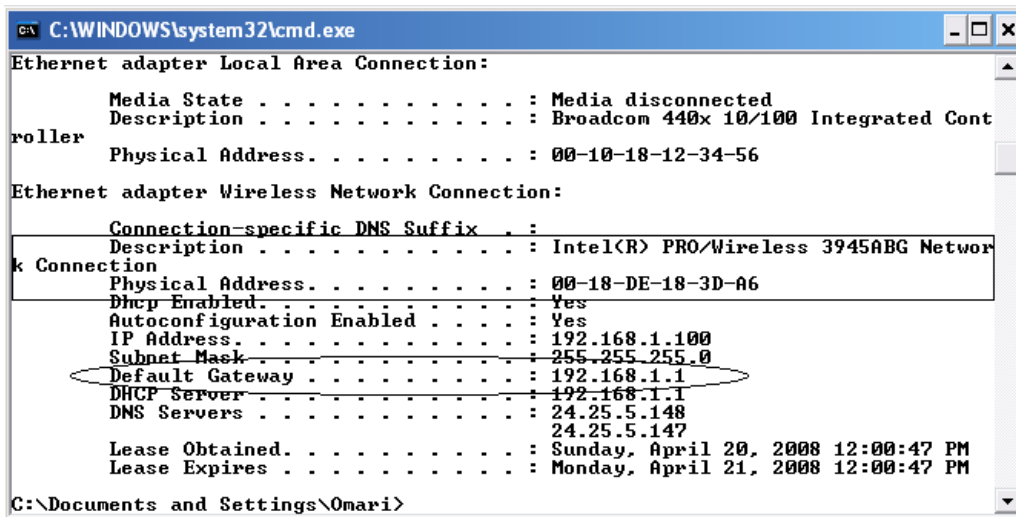 C:\WINDOWS\system32\cmd.exe
Ethernet adapter Local Area Connection:
Media State . . . . . . . . . . . : Media disconnected
Description . . . . . . . . . . . : Broadcom 440x 10/100 Integrated Cont
roller
Physical Address. . . . . . . . . : 00-10-18-12-34-56
Ethernet adapter Wireless Network Connection:
Connection-specific DNS Suffix  . :
Description . . . . . . . . . . . : Intel(R) PRO/Wireless 3945ABG Networ
k Connection
Physical Address. . . . . . . . . : 00-18-DE-18-3D-A6
Dhcp Enabled. . . . . . . . . . . : Yes
Autoconfiguration Enabled . . . . : Yes
IP Address. . . . . . . . . . . . : 192.168.1.100
Subnet Mask . . . . . . . . . . . : 255.255.255.0
Default Gateway . . . . . . . . . : 192.168.1.1
DHCP Server . . . . . . . . . . . : 192.168.1.1
DNS Servers . . . . . . . . . . . : 24.25.5.148
24.25.5.147
Lease Obtained. . . . . . . . . . : Sunday, April 20, 2008 12:00:47 PM
Lease Expires . . . . . . . . . . : Monday, April 21, 2008 12:00:47 PM
C:\Documents and Settings\Omari>